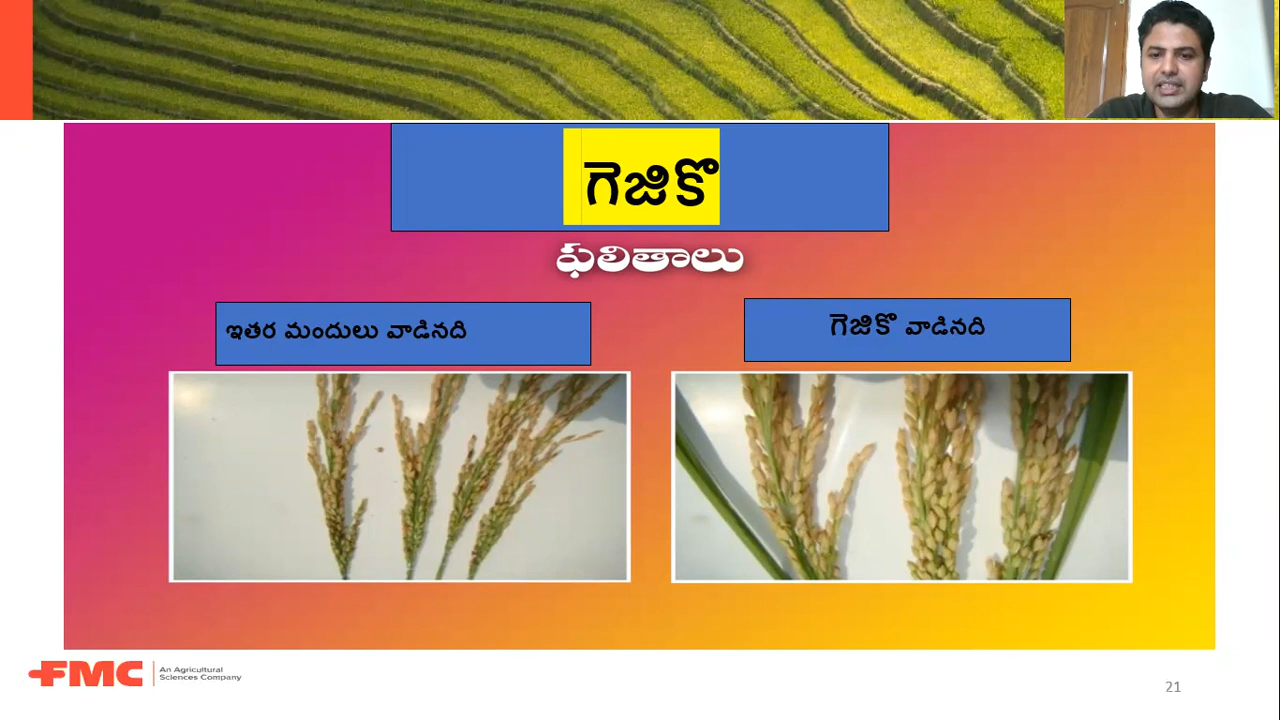 గెజికొ
ఫలితాలు
ఇతర మందులు వాడినది
గెజికొ వాడినది
FMC
An Agricultural
Sciences Company
21